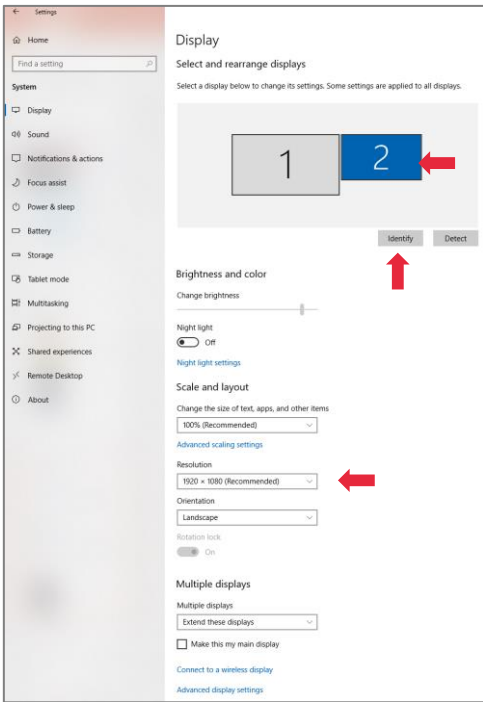 Settings
Home
Find a setting
System
Display
Sound
Notifications & actions
Focus assist
Power & sleep
Battery
Storage
Tablet mode
Multitasking
Projecting to this PC
Shared experiences
Remote Desktop
About
Display
Select and rearrange displays
Select a display below to change its settings. Some settings are applied to all displays.
1
2
Identify
Detect
Brightness and color
Change brightness
Night light
Off
Night light settings
Scale and layout
Change the size of text, apps, and other items
100% (Recommended)
Advanced scaling settings
Resolution
1920 × 1080 (Recommended)
Orientation
Landscape
Rotation lock
On
Multiple displays
Multiple displays
Extend these displays
Make this my main display
Connect to a wireless display
Advanced display settings